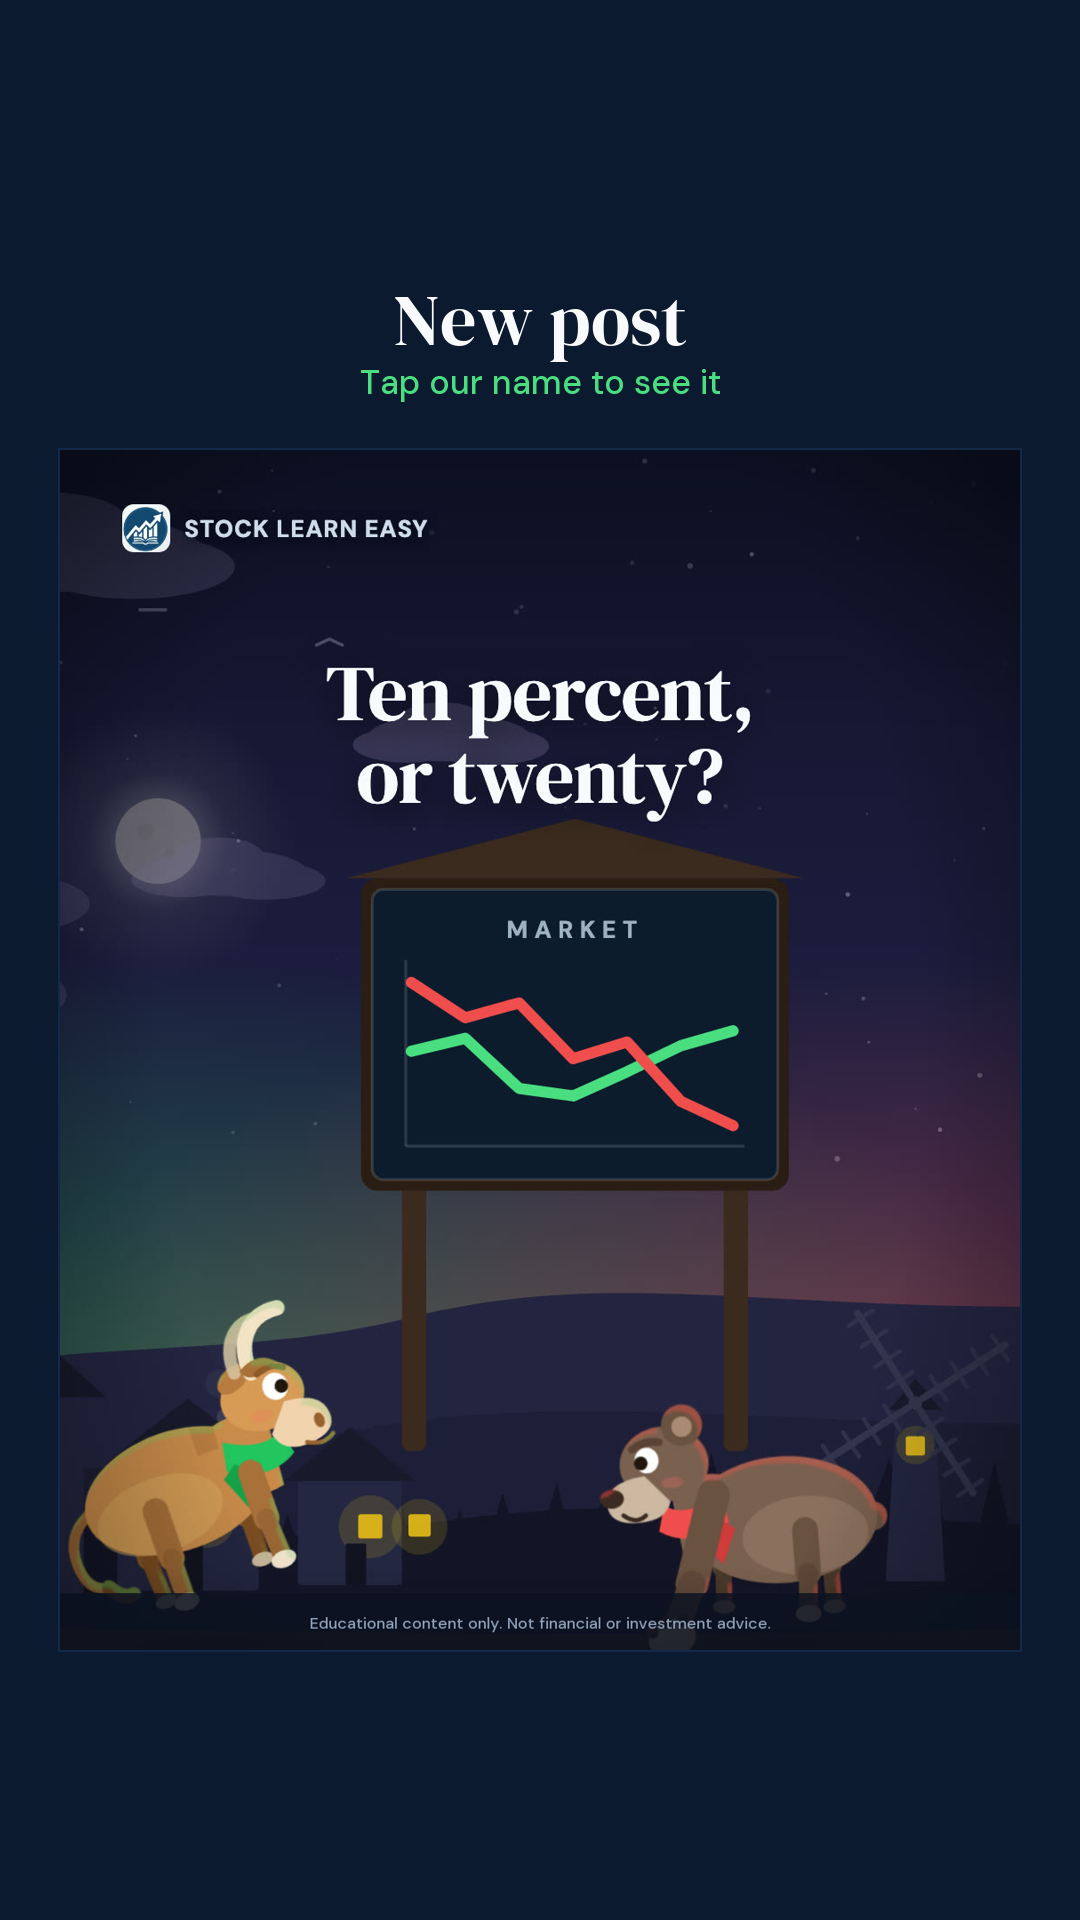 New post
Tap our name to see it
STOCK LEARN EASY
Ten percent,
or twenty?
MARKET
Educational content only. Not financial or investment advice.